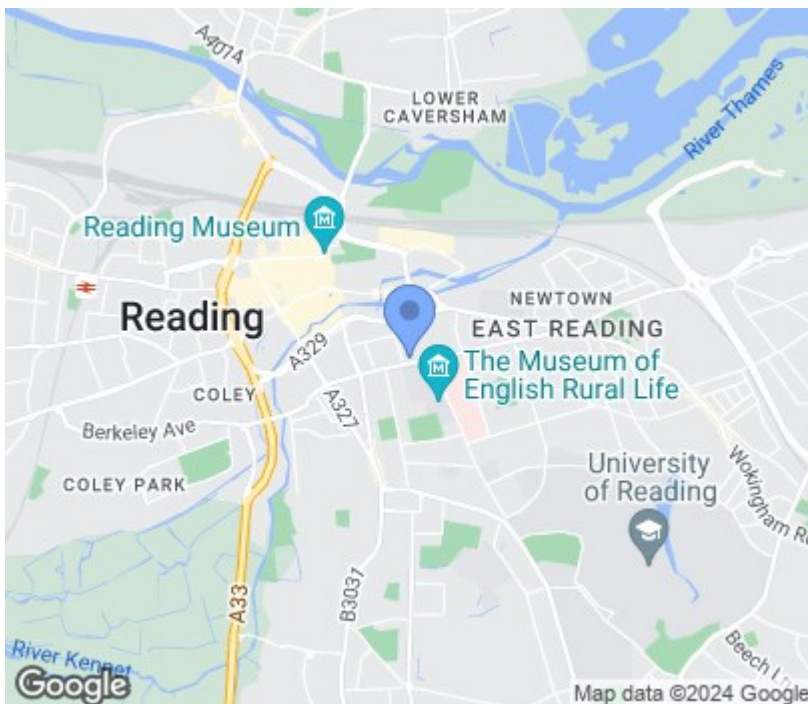 A4074
LOWER
CAVERSHAM
River Thames
Reading Museum
Reading
NEWTOWN
EAST READING
A329
The Museum of
English Rural Life
COLEY
A327
Berkeley Ave
COLEY PARK
University
of Reading
Wokingham
A33
B3031
River Kennet
Beech
Google
Map data ©2024 Google